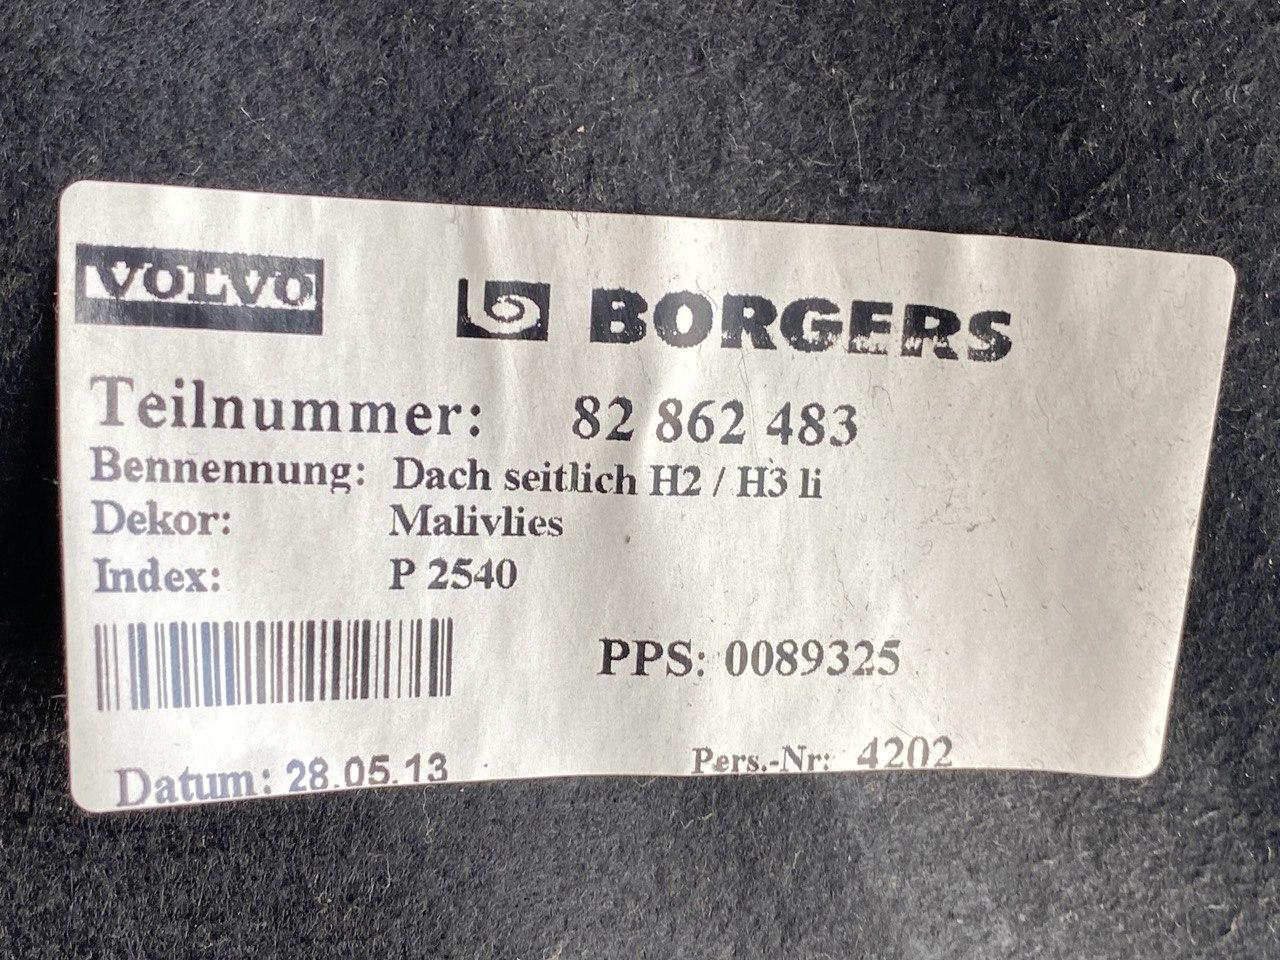 VOLVO BORGERS
Teilnummer: 82 862 483
Bennennung: Dach seitlich H2 / H3 li
Dekor: Malivlies
Index: P 2540
PPS: 0089325
Datum: 28.05.13 Pers.-Nr: 4202